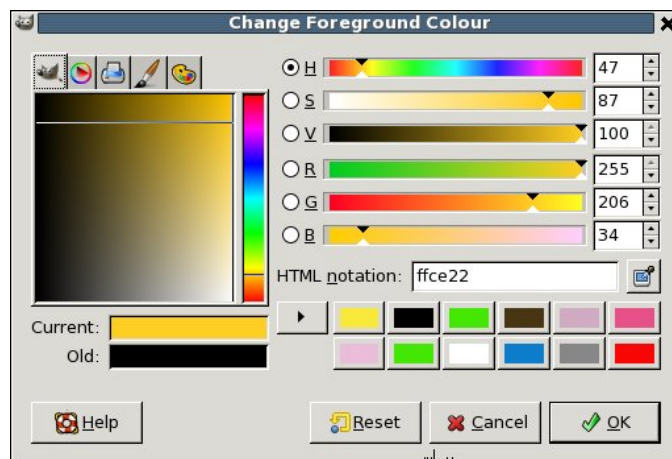 Change Foreground Colour
H 47
S 87
V 100
R 255
G 206
B 34
HTML notation: ffce22
Current:
Old:
Help Reset Cancel OK